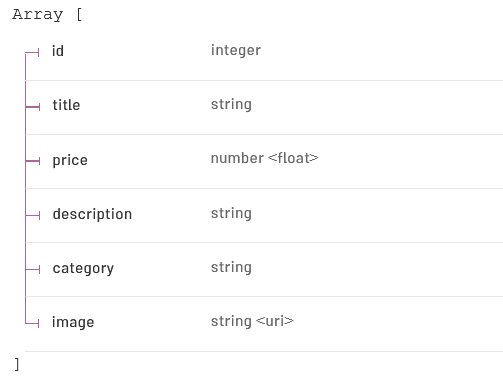 Array [
id integer
title string
price number <float>
description string
category string
image string <uri>
]